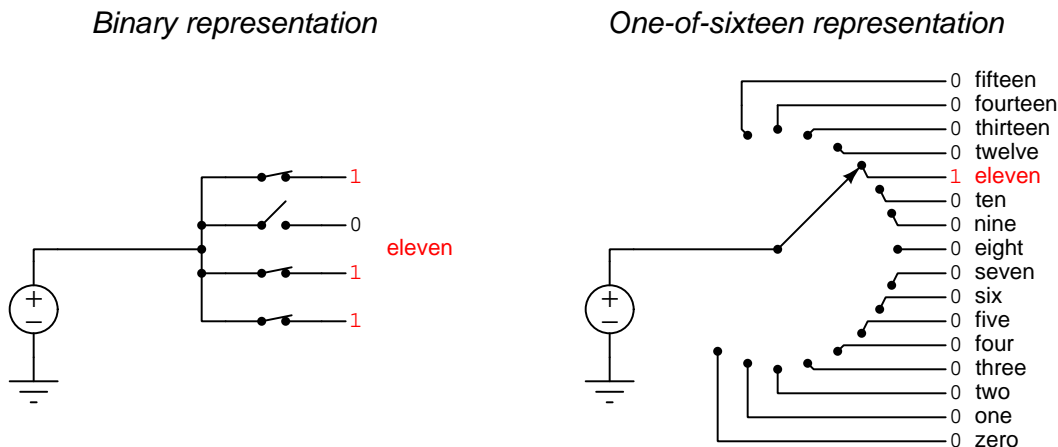 Binary representation
One-of-sixteen representation
1
0
eleven
1
1
+
−
0 fifteen
0 fourteen
0 thirteen
0 twelve
1 eleven
0 ten
0 nine
0 eight
0 seven
0 six
0 five
0 four
0 three
0 two
0 one
0 zero
+
−